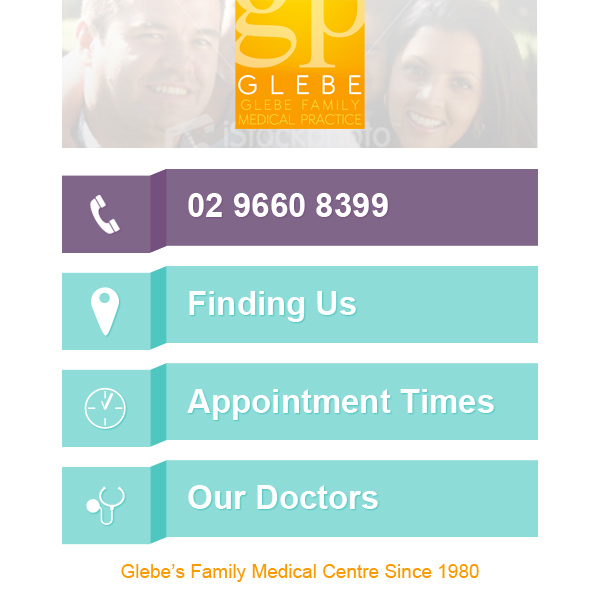 gp
GLEBE
GLEBE FAMILY
MEDICAL PRACTICE
iStockphoto
02 9660 8399
Finding Us
Appointment Times
Our Doctors
Glebe’s Family Medical Centre Since 1980